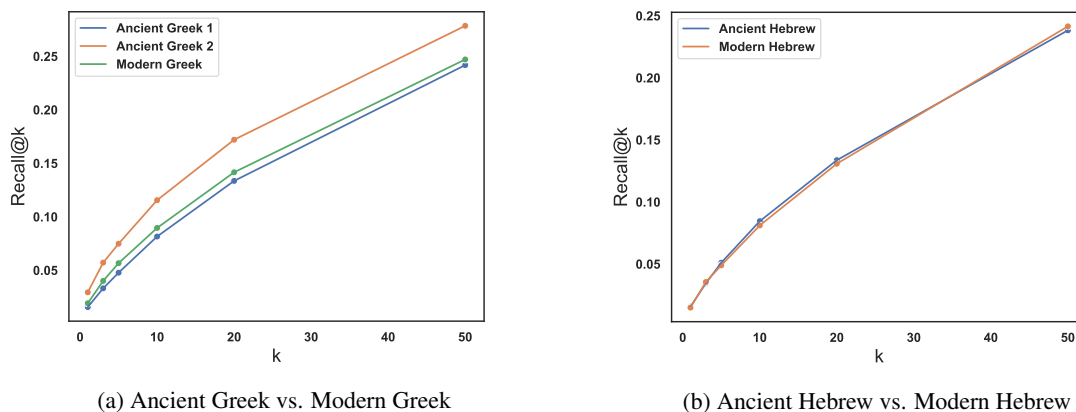 Ancient Greek 1
Ancient Greek 2
Modern Greek
0.25
0.20
0.15
0.10
0.05
Recall@k
0 10 20 30 40 50
k
(a) Ancient Greek vs. Modern Greek
0.25
Ancient Hebrew
Modern Hebrew
0.20
0.15
0.10
0.05
Recall@k
0 10 20 30 40 50
k
(b) Ancient Hebrew vs. Modern Hebrew